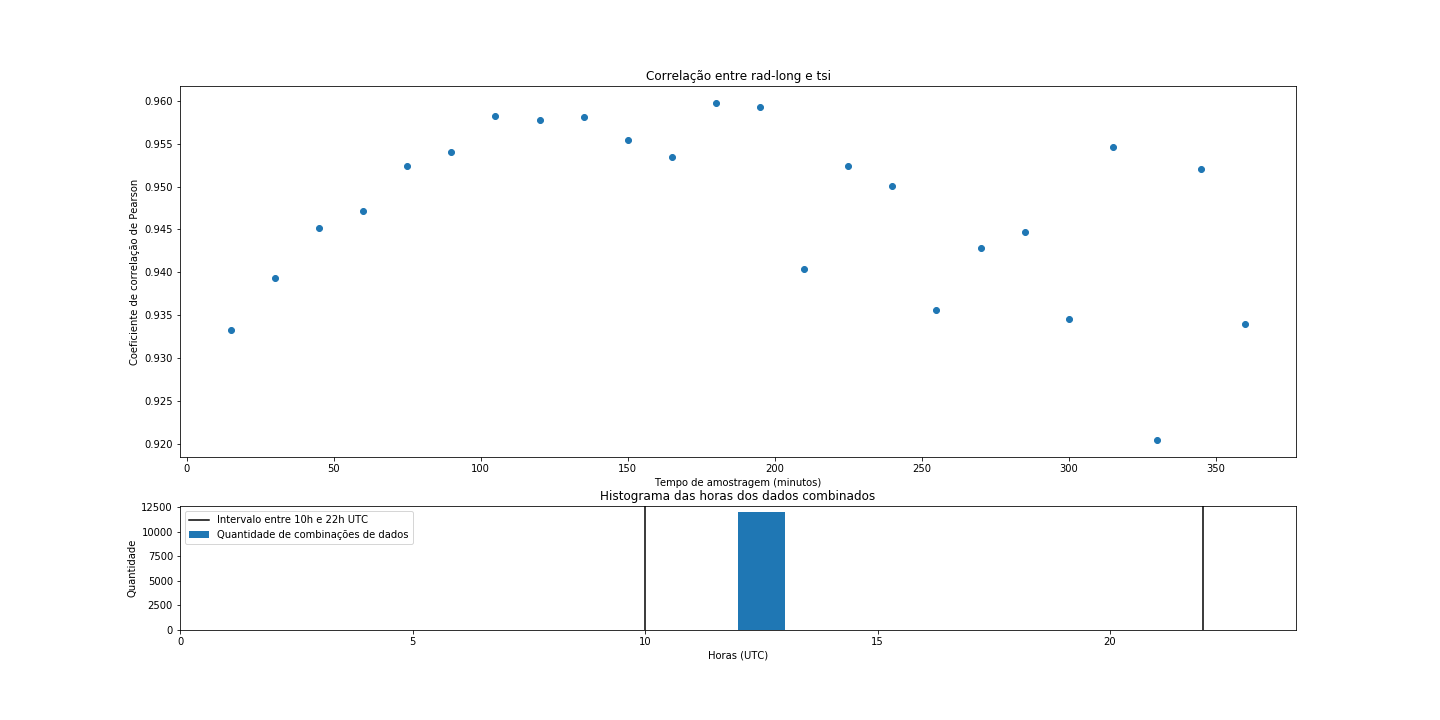 Correlação entre rad-long e tsi
0.960
0.955
0.950
0.945
0.940
0.935
0.930
0.925
0.920
Coeficiente de correlação de Pearson
0 50 100 150 200 250 300 350
Tempo de amostragem (minutos)
Histograma das horas dos dados combinados
12500
10000
7500
5000
2500
0
Quantidade
Intervalo entre 10h e 22h UTC
Quantidade de combinações de dados
0 5 10 15 20
Horas (UTC)